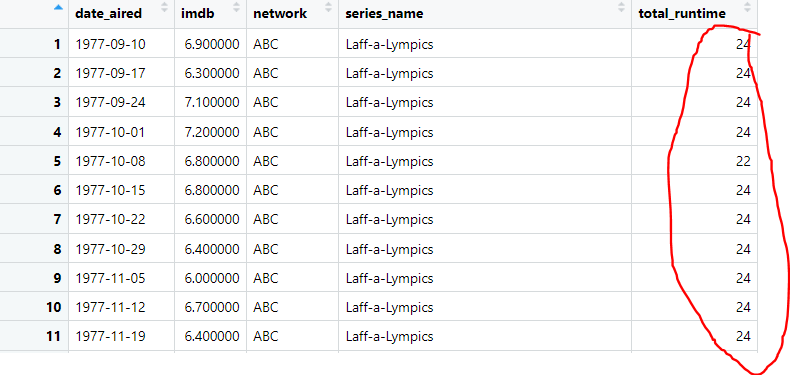 date_aired imdb network series_name total_runtime
1 1977-09-10 6.900000 ABC Laff-a-Lympics 24
2 1977-09-17 6.300000 ABC Laff-a-Lympics 24
3 1977-09-24 7.100000 ABC Laff-a-Lympics 24
4 1977-10-01 7.200000 ABC Laff-a-Lympics 24
5 1977-10-08 6.800000 ABC Laff-a-Lympics 22
6 1977-10-15 6.800000 ABC Laff-a-Lympics 24
7 1977-10-22 6.600000 ABC Laff-a-Lympics 24
8 1977-10-29 6.400000 ABC Laff-a-Lympics 24
9 1977-11-05 6.000000 ABC Laff-a-Lympics 24
10 1977-11-12 6.700000 ABC Laff-a-Lympics 24
11 1977-11-19 6.400000 ABC Laff-a-Lympics 24